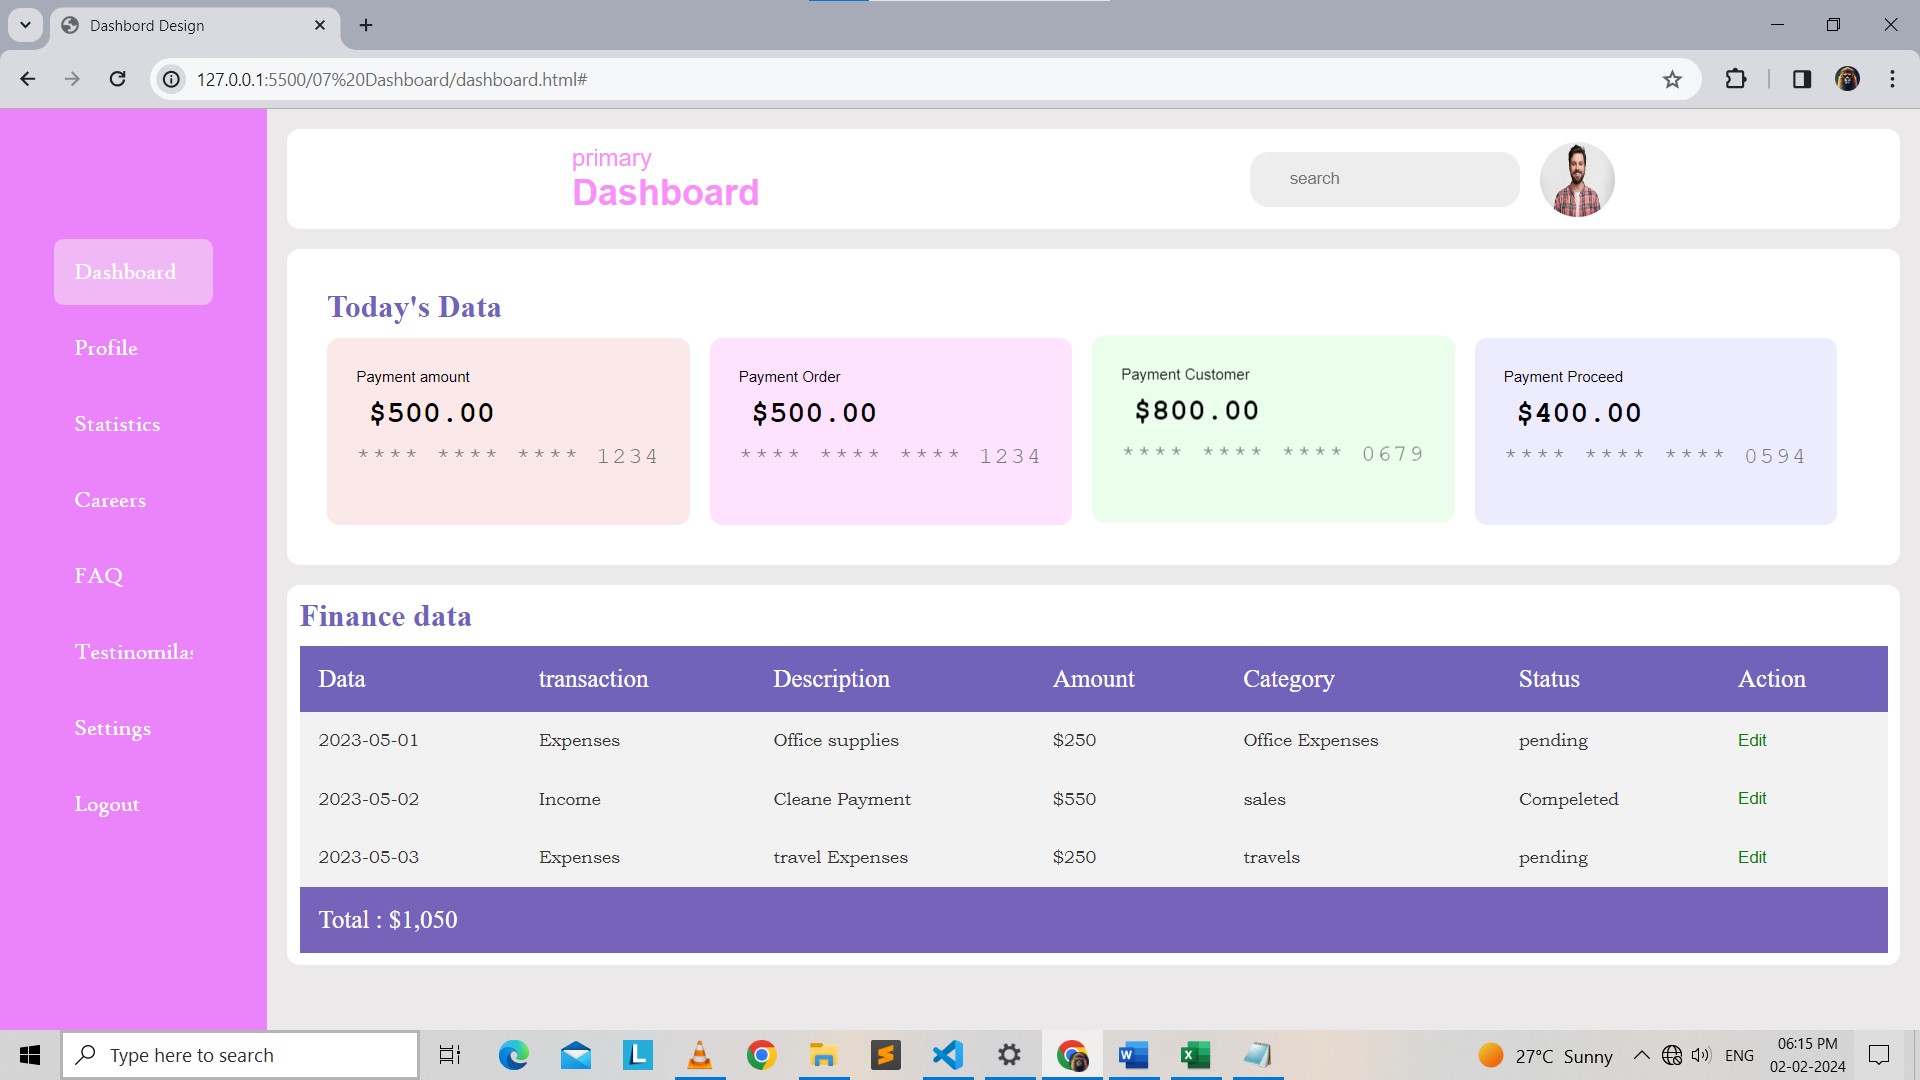 Dashbord Design
127.0.0.1:5500/07%20Dashboard/dashboard.html#
primary
Dashboard
search
Dashboard
Profile
Statistics
Careers
FAQ
Testinomilas
Settings
Logout
Today's Data
Payment amount
$500.00
**** **** **** 1234
Payment Order
$500.00
**** **** **** 1234
Payment Customer
$800.00
**** **** **** 0679
Payment Proceed
$400.00
**** **** **** 0594
Finance data
Data transaction Description Amount Category Status Action
2023-05-01 Expenses Office supplies $250 Office Expenses pending Edit
2023-05-02 Income Cleane Payment $550 sales Compeleted Edit
2023-05-03 Expenses travel Expenses $250 travels pending Edit
Total : $1,050
Type here to search
27°C Sunny
ENG
06:15 PM
02-02-2024